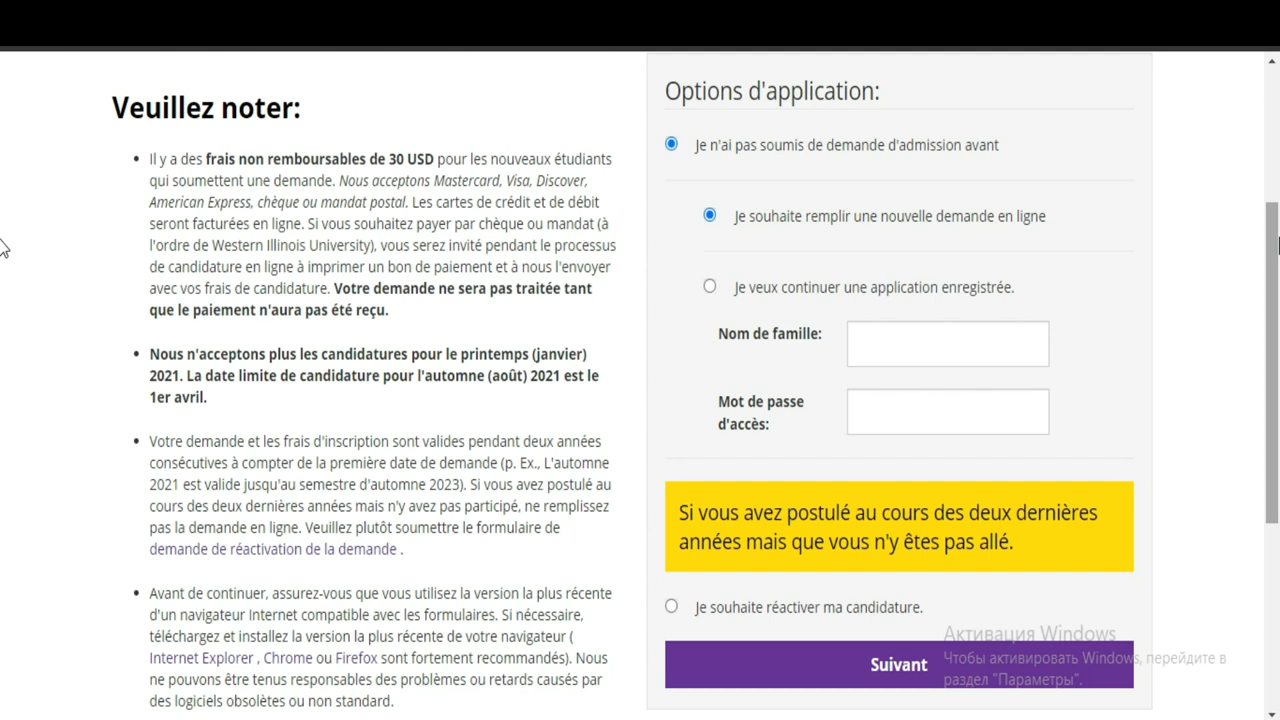 Veuillez noter:
Il y a des frais non remboursables de 30 USD pour les nouveaux étudiants
qui soumettent une demande. Nous acceptons Mastercard, Visa, Discover,
American Express, chèque ou mandat postal. Les cartes de crédit et de débit
seront facturées en ligne. Si vous souhaitez payer par chèque ou mandat (à
l'ordre de Western Illinois University), vous serez invité pendant le processus
de candidature en ligne à imprimer un bon de paiement et à nous l'envoyer
avec vos frais de candidature. Votre demande ne sera pas traitée tant
que le paiement n'aura pas été reçu.
Nous n'acceptons plus les candidatures pour le printemps (janvier)
2021. La date limite de candidature pour l'automne (août) 2021 est le
1er avril.
Votre demande et les frais d'inscription sont valides pendant deux années
consécutives à compter de la première date de demande (p. Ex., L'automne
2021 est valide jusqu'au semestre d'automne 2023). Si vous avez postulé au
cours des deux dernières années mais n'y avez pas participé, ne remplissez
pas la demande en ligne. Veuillez plutôt soumettre le formulaire de
demande de réactivation de la demande .
Avant de continuer, assurez-vous que vous utilisez la version la plus récente
d'un navigateur Internet compatible avec les formulaires. Si nécessaire,
téléchargez et installez la version la plus récente de votre navigateur (
Internet Explorer , Chrome ou Firefox sont fortement recommandés). Nous
ne pouvons être tenus responsables des problèmes ou retards causés par
des logiciels obsolètes ou non standard.
Options d'application:
Je n'ai pas soumis de demande d'admission avant
Je souhaite remplir une nouvelle demande en ligne
Je veux continuer une application enregistrée.
Nom de famille:
Mot de passe
d'accès:
Si vous avez postulé au cours des deux dernières
années mais que vous n'y êtes pas allé.
Je souhaite réactiver ma candidature.
Suivant
Активация Windows
Чтобы активировать Windows, перейдите в
раздел "Параметры".